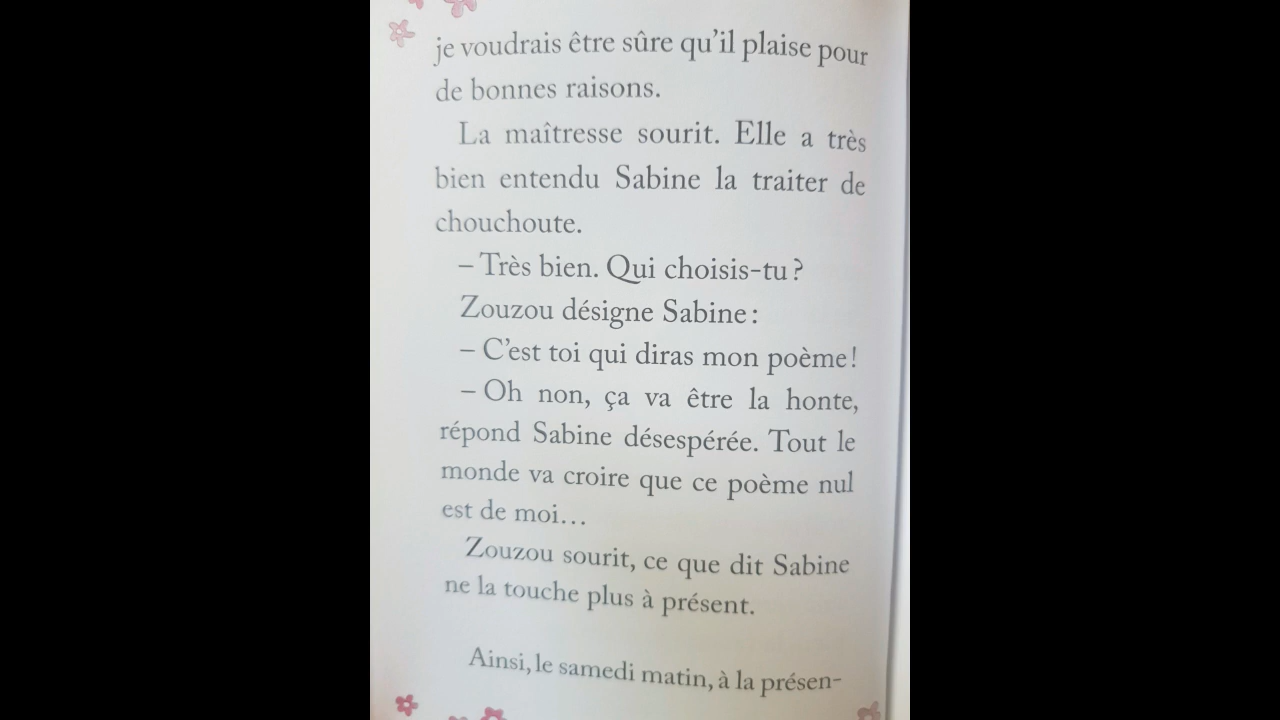 je voudrais être sûre qu'il plaise pour
de bonnes raisons.
La maîtresse sourit. Elle a très
bien entendu Sabine la traiter de
chouchoute.
– Très bien. Qui choisis-tu ?
Zouzou désigne Sabine :
– C'est toi qui diras mon poème !
– Oh non, ça va être la honte,
répond Sabine désespérée. Tout le
monde va croire que ce poème nul
est de moi…
Zouzou sourit, ce que dit Sabine
ne la touche plus à présent.
Ainsi, le samedi matin, à la présen-